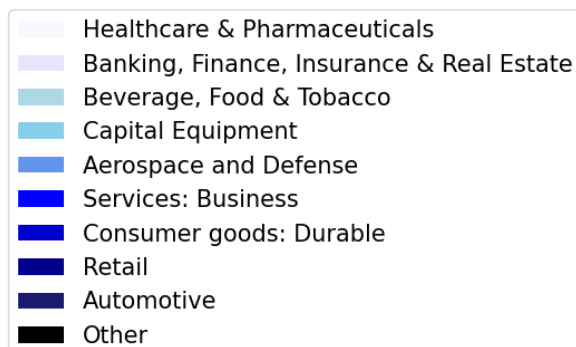 Healthcare & Pharmaceuticals
Banking, Finance, Insurance & Real Estate
Beverage, Food & Tobacco
Capital Equipment
Aerospace and Defense
Services: Business
Consumer goods: Durable
Retail
Automotive
Other